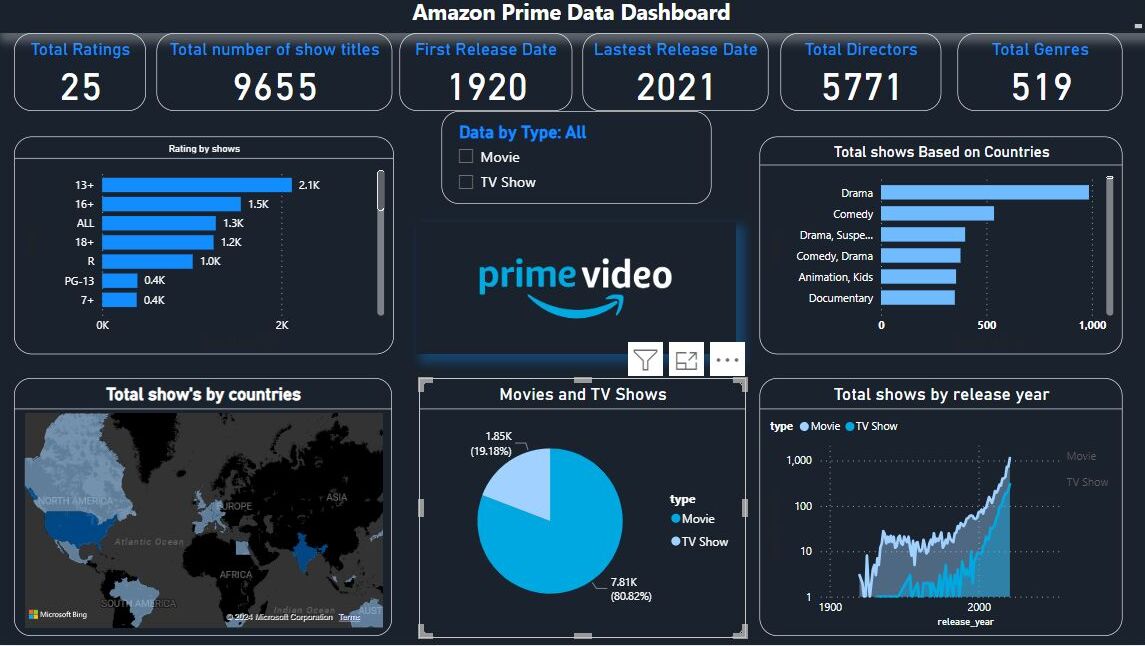 Amazon Prime Data Dashboard
Total Ratings
25
Total number of show titles
9655
First Release Date
1920
Lastest Release Date
2021
Total Directors
5771
Total Genres
519
Data by Type: All
Movie
TV Show
Rating by shows
13+ 2.1K
16+ 1.5K
ALL 1.3K
18+ 1.2K
R 1.0K
PG-13 0.4K
7+ 0.4K
0K 2K
prime video
Total shows Based on Countries
Drama
Comedy
Drama, Suspe...
Comedy, Drama
Animation, Kids
Documentary
0 500 1,000
Total show's by countries
NORTH AMERICA
EUROPE
ASIA
Atlantic Ocean
AFRICA
SOUTH AMERICA
Indian Ocean
AUST
Microsoft Bing
© 2024 Microsoft Corporation Terms
Movies and TV Shows
1.85K
(19.18%)
type
Movie
TV Show
7.81K
(80.82%)
Total shows by release year
type Movie TV Show
1,000
100
10
1
Movie
TV Show
1900 2000
release_year